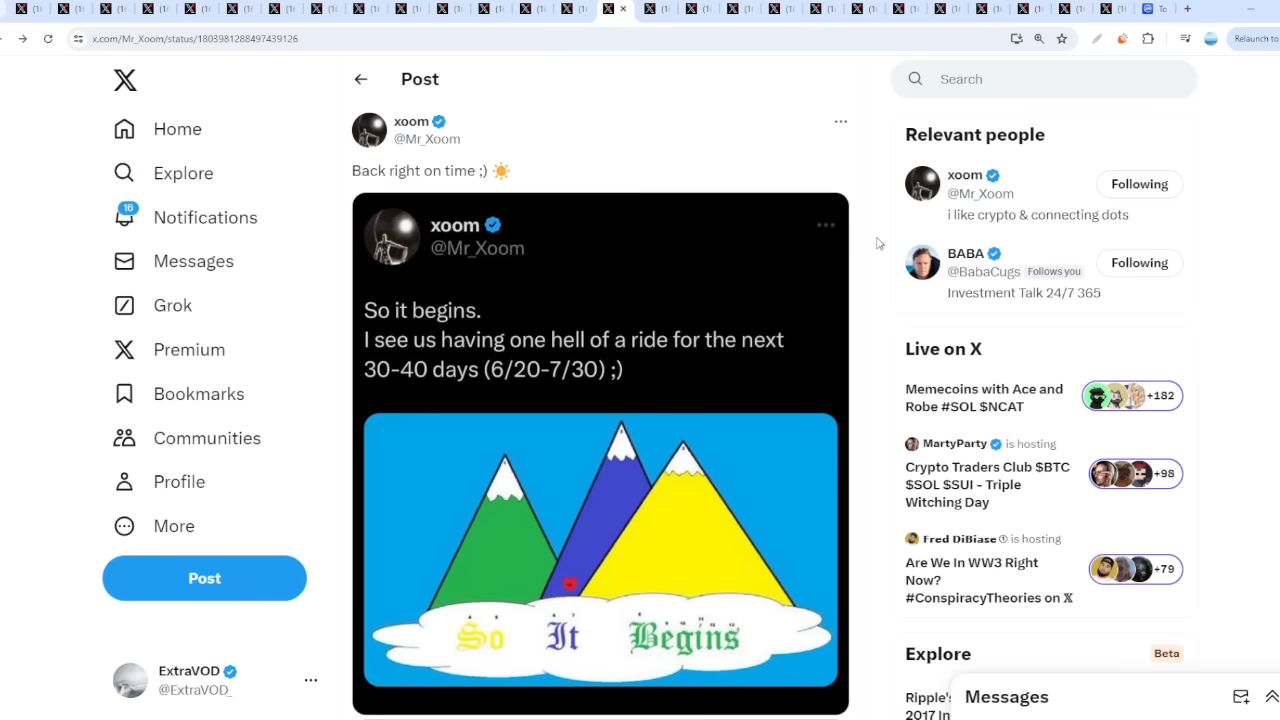 To
x.com/Mr_Xoom/status/1803981288497439126
Relaunch to
Home
Explore
16
Notifications
Messages
Grok
Premium
Bookmarks
Communities
Profile
More
Post
ExtraVOD
@ExtraVOD_
Post
xoom
@Mr_Xoom
Back right on time ;)
xoom
@Mr_Xoom
So it begins.
I see us having one hell of a ride for the next
30-40 days (6/20-7/30) ;)
So It Begins
Search
Relevant people
xoom
@Mr_Xoom
Following
i like crypto & connecting dots
BABA
@BabaCugs Follows you
Following
Investment Talk 24/7 365
Live on X
Memecoins with Ace and
Robe #SOL $NCAT
+182
MartyParty is hosting
Crypto Traders Club $BTC
$SOL $SUI - Triple
Witching Day
+98
Fred DiBiase is hosting
Are We In WW3 Right
Now?
#ConspiracyTheories on 𝕏
+79
Explore
Beta
Ripple's
2017 In
Messages